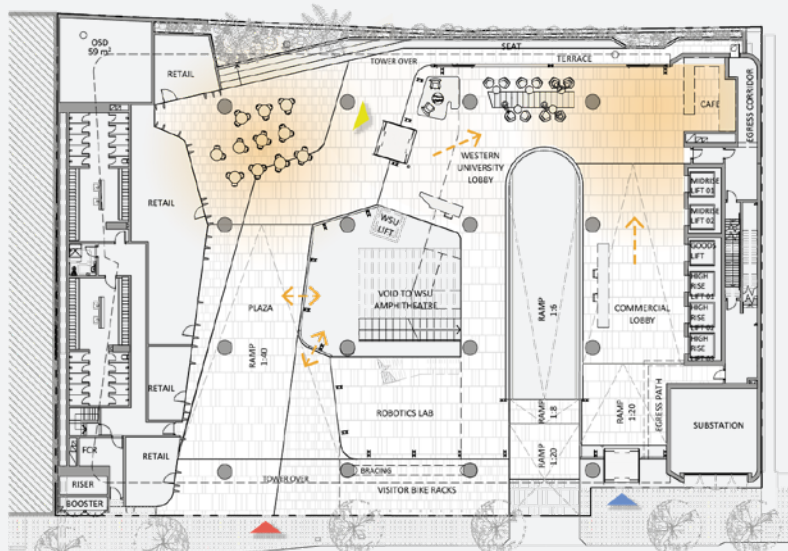 OSD
59 m²
RETAIL
SEAT
TOWER OVER
TERRACE
CAFE
EGRESS CORRIDOR
WESTERN
UNIVERSITY
LOBBY
MIDRISE
LIFT 01
MIDRISE
LIFT 02
RETAIL
WSU
LIFT
GOODS
LIFT
HIGH
RISE
LIFT 01
HIGH
RISE
LIFT 02
HIGH
RISE
PLAZA
VOID TO WSU
AMPHITHEATRE
RAMP
1:6
COMMERCIAL
LOBBY
RAMP
1:40
RETAIL
ROBOTICS LAB
RAMP
1:8
RAMP
1:20
EGRESS PATH
SUBSTATION
FCR
RETAIL
RAMP
1:20
RISER
BOOSTER
TOWER OVER
BRACING
VISITOR BIKE RACKS